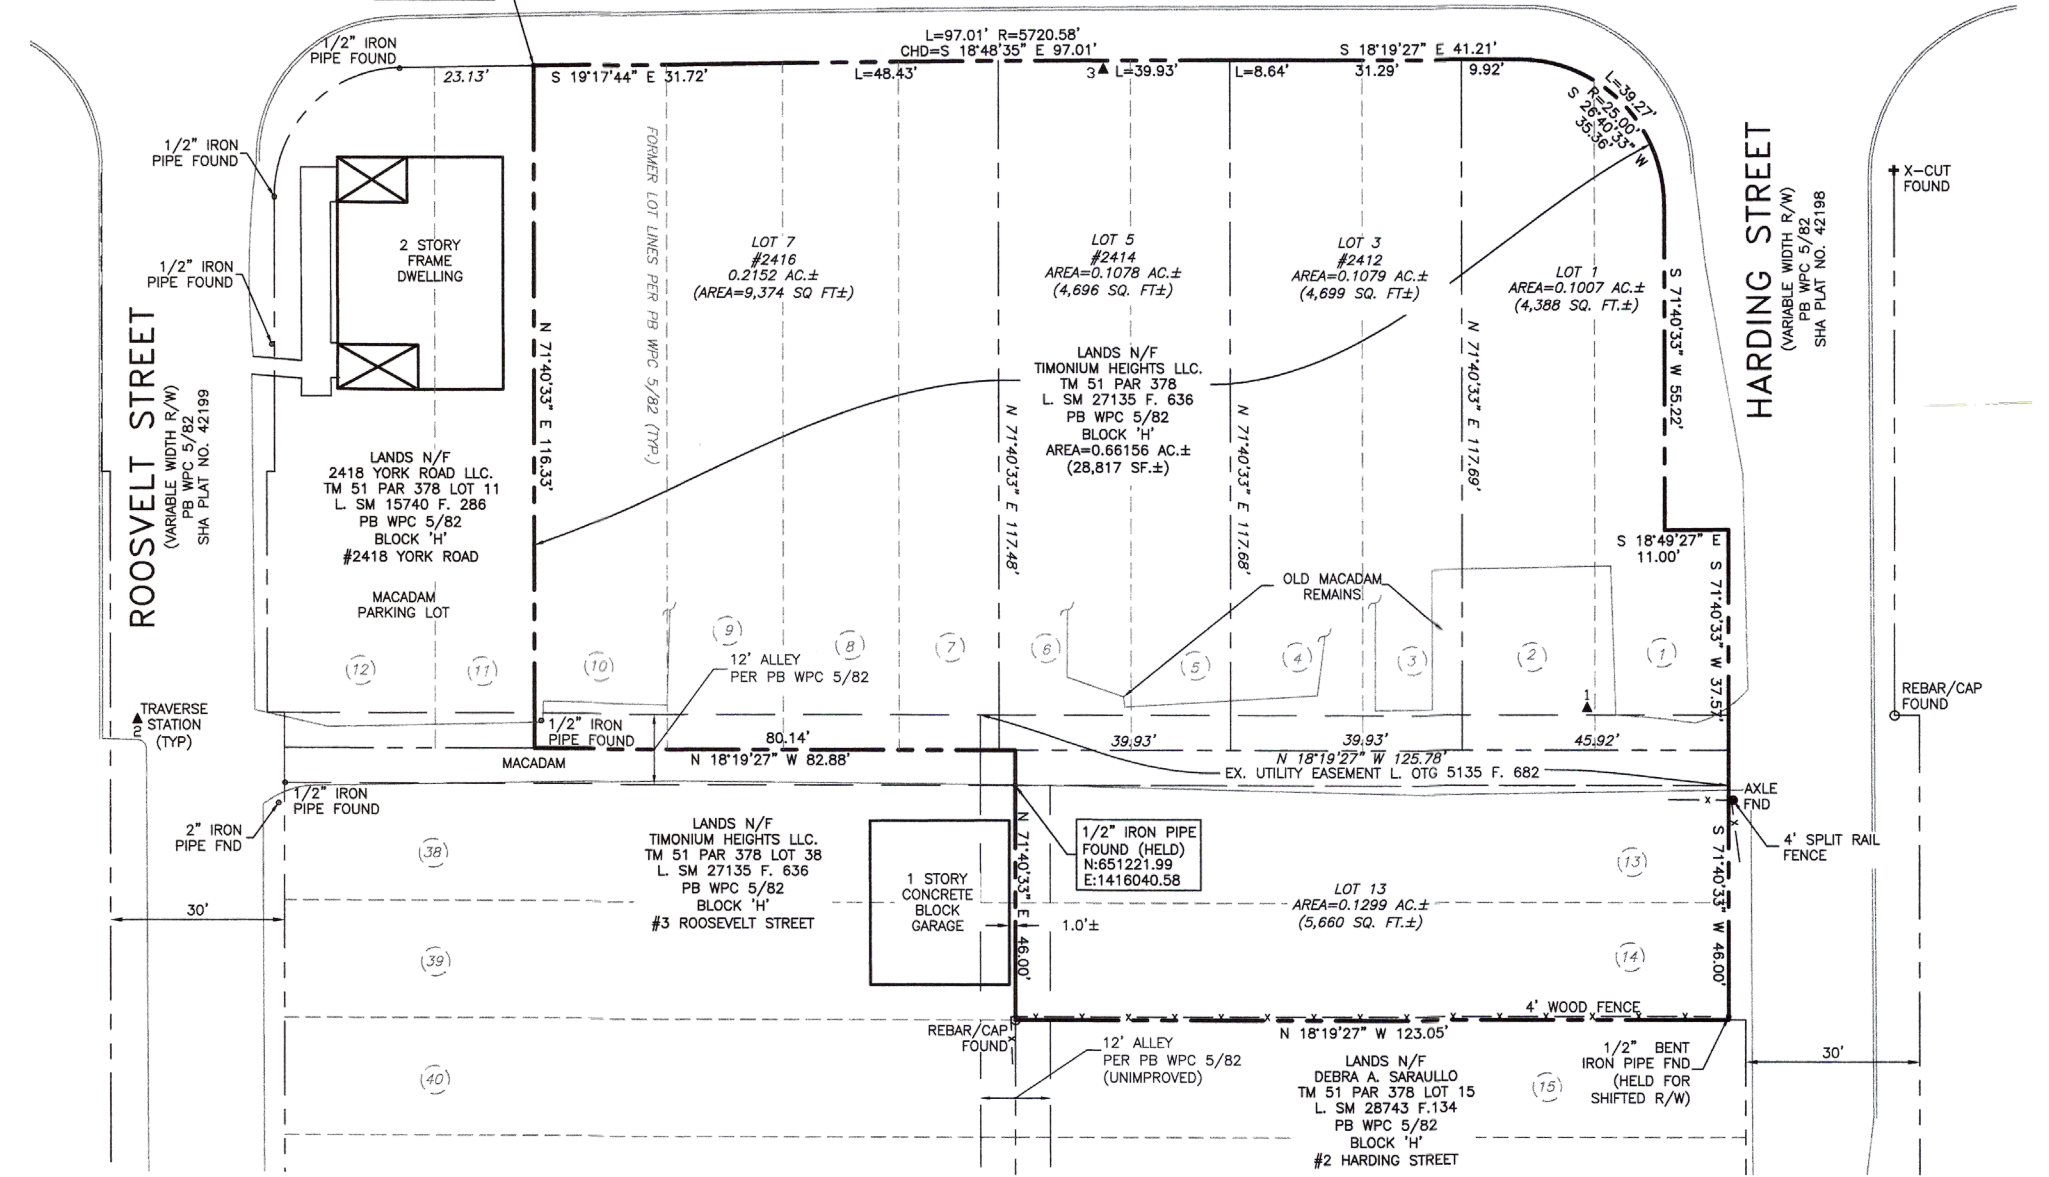 1/2" IRON
PIPE FOUND
23.13'
S 19°17'44" E 31.72'
L=97.01' R=5720.58'
CHD=S 18°48'35" E 97.01'
L=48.43'
3
L=39.93'
L=8.64'
S 18°19'27" E 41.21'
31.29'
9.92'
L=39.27'
R=25.00'
S 26°40'33" W
35.36'
1/2" IRON
PIPE FOUND
1/2" IRON
PIPE FOUND
2 STORY
FRAME
DWELLING
FORMER LOT LINES PER PB WPC 5/82 (TYP.)
LOT 7
#2416
0.2152 AC.±
(AREA=9,374 SQ FT±)
LOT 5
#2414
AREA=0.1078 AC.±
(4,696 SQ. FT±)
LOT 3
#2412
AREA=0.1079 AC.±
(4,699 SQ. FT±)
LOT 1
AREA=0.1007 AC.±
(4,388 SQ. FT.±)
S 71°40'33" W 55.22'
HARDING STREET
(VARIABLE WIDTH R/W)
PB WPC 5/82
SHA PLAT NO. 42198
X-CUT
FOUND
ROOSVELT STREET
(VARIABLE WIDTH R/W)
PB WPC 5/82
SHA PLAT NO. 42199
LANDS N/F
2418 YORK ROAD LLC.
TM 51 PAR 378 LOT 11
L. SM 15740 F. 286
PB WPC 5/82
BLOCK 'H'
#2418 YORK ROAD
MACADAM
PARKING LOT
N 71°40'33" E 116.33'
LANDS N/F
TIMONIUM HEIGHTS LLC.
TM 51 PAR 378
L. SM 27135 F. 636
PB WPC 5/82
BLOCK 'H'
AREA=0.66156 AC.±
(28,817 SF.±)
N 71°40'33" E 117.48'
N 71°40'33" E 117.68'
N 71°40'33" E 117.69'
S 18°49'27" E
11.00'
S 71°40'33" W 37.57'
OLD MACADAM
REMAINS
(12)
(11)
(10)
(9)
(8)
(7)
(6)
(5)
(4)
(3)
(2)
(1)
12' ALLEY
PER PB WPC 5/82
TRAVERSE
STATION
(TYP)
2
1
1/2" IRON
PIPE FOUND
REBAR/CAP
FOUND
MACADAM
80.14'
N 18°19'27" W 82.88'
39.93'
39.93'
45.92'
N 18°19'27" W 125.78'
EX. UTILITY EASEMENT L. OTG 5135 F. 682
AXLE
FND
4' SPLIT RAIL
FENCE
1/2" IRON
PIPE FOUND
2" IRON
PIPE FND
(38)
(39)
(40)
30'
LANDS N/F
TIMONIUM HEIGHTS LLC.
TM 51 PAR 378 LOT 38
L. SM 27135 F. 636
PB WPC 5/82
BLOCK 'H'
#3 ROOSEVELT STREET
1 STORY
CONCRETE
BLOCK
GARAGE
N 71°40'33" E 46.00'
1.0'±
1/2" IRON PIPE
FOUND (HELD)
N:651221.99
E:1416040.58
LOT 13
AREA=0.1299 AC.±
(5,660 SQ. FT.±)
(13)
(14)
S 71°40'33" W 46.00'
4' WOOD FENCE
N 18°19'27" W 123.05'
REBAR/CAP
FOUND
12' ALLEY
PER PB WPC 5/82
(UNIMPROVED)
LANDS N/F
DEBRA A. SARAULLO
TM 51 PAR 378 LOT 15
L. SM 28743 F.134
PB WPC 5/82
BLOCK 'H'
#2 HARDING STREET
(15)
1/2" BENT
IRON PIPE FND
(HELD FOR
SHIFTED R/W)
30'